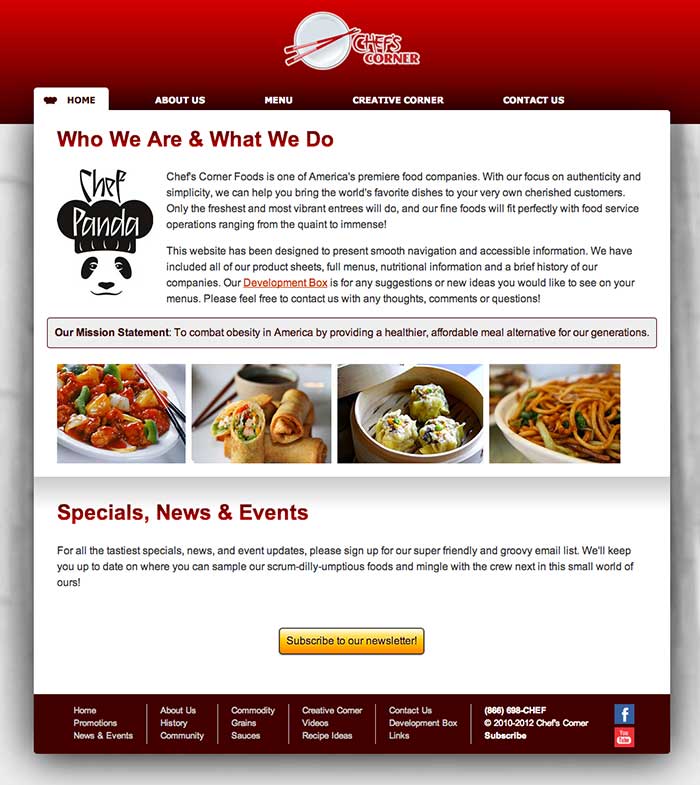 CHEF'S
CORNER
HOME
ABOUT US
MENU
CREATIVE CORNER
CONTACT US
Who We Are & What We Do
Chef
Panda
Chef's Corner Foods is one of America's premiere food companies. With our focus on authenticity and
simplicity, we can help you bring the world's favorite dishes to your very own cherished customers.
Only the freshest and most vibrant entrees will do, and our fine foods will fit perfectly with food service
operations ranging from the quaint to immense!
This website has been designed to present smooth navigation and accessible information. We have
included all of our product sheets, full menus, nutritional information and a brief history of our
companies. Our Development Box is for any suggestions or new ideas you would like to see on your
menus. Please feel free to contact us with any thoughts, comments or questions!
Our Mission Statement: To combat obesity in America by providing a healthier, affordable meal alternative for our generations.
Specials, News & Events
For all the tastiest specials, news, and event updates, please sign up for our super friendly and groovy email list. We'll keep
you up to date on where you can sample our scrum-dilly-umptious foods and mingle with the crew next in this small world of
ours!
Subscribe to our newsletter!
Home
Promotions
News & Events
About Us
History
Community
Commodity
Grains
Sauces
Creative Corner
Videos
Recipe Ideas
Contact Us
Development Box
Links
(866) 698-CHEF
© 2010-2012 Chef's Corner
Subscribe
f
You
Tube